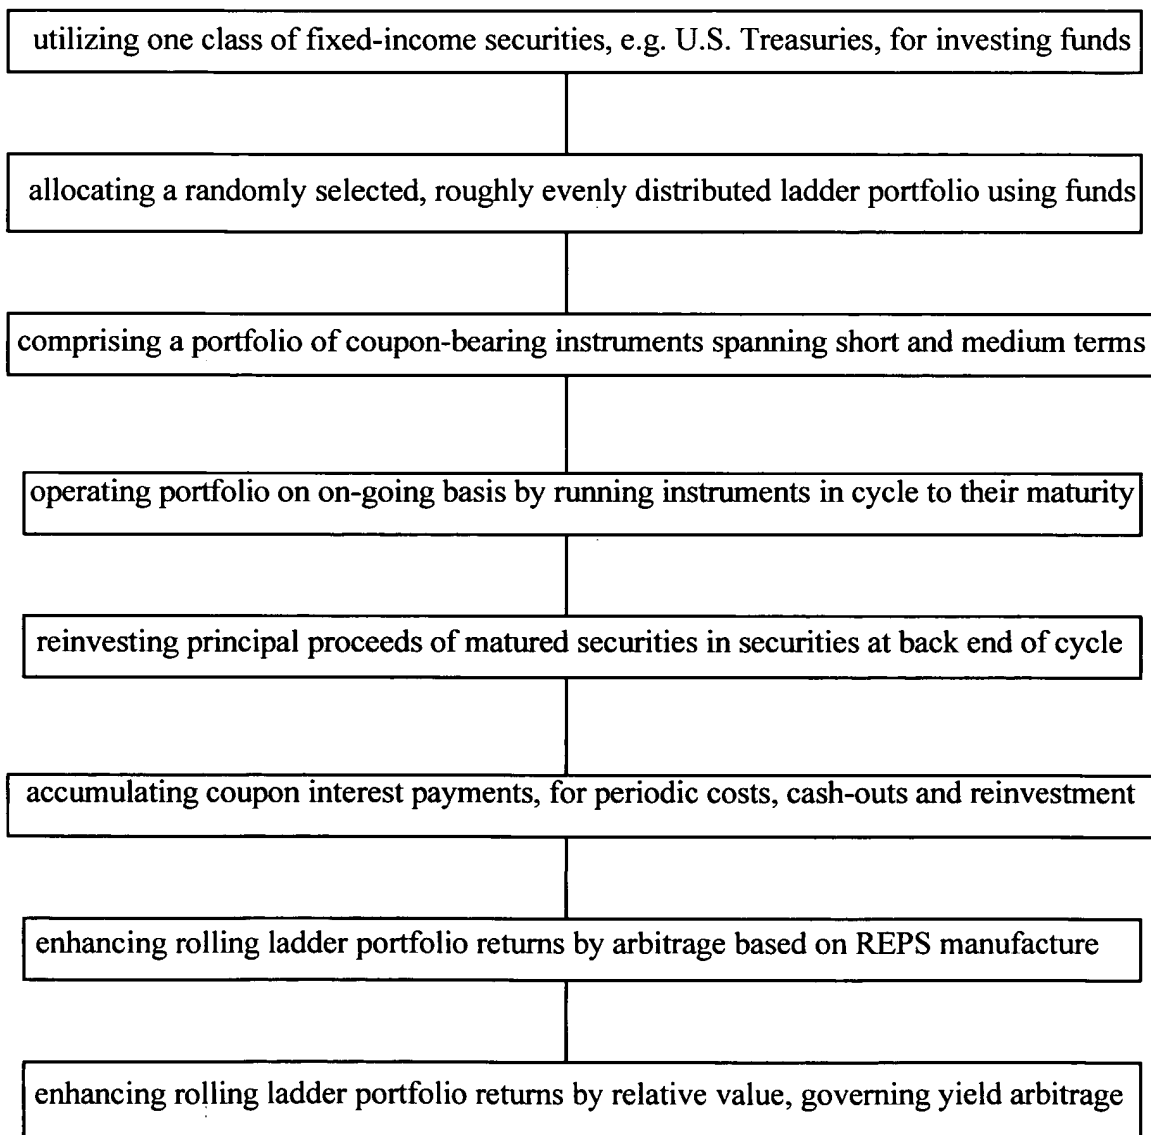 utilizing one class of fixed-income securities, e.g. U.S. Treasuries, for investing funds
allocating a randomly selected, roughly evenly distributed ladder portfolio using funds
comprising a portfolio of coupon-bearing instruments spanning short and medium terms
operating portfolio on on-going basis by running instruments in cycle to their maturity
reinvesting principal proceeds of matured securities in securities at back end of cycle
accumulating coupon interest payments, for periodic costs, cash-outs and reinvestment
enhancing rolling ladder portfolio returns by arbitrage based on REPS manufacture
enhancing rolling ladder portfolio returns by relative value, governing yield arbitrage